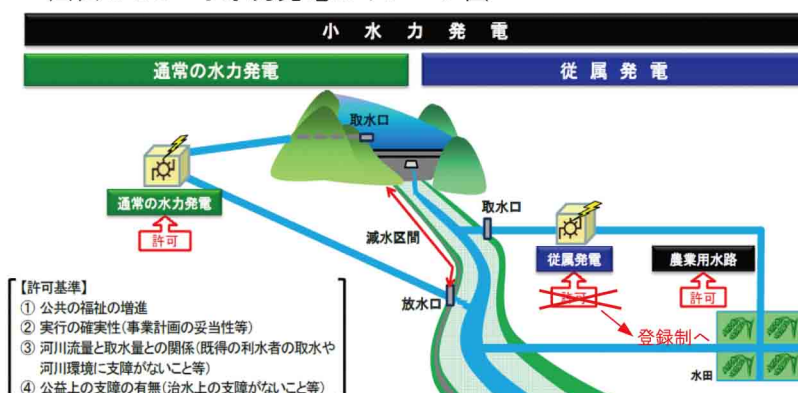 小水力発電
通常の水力発電
従属発電
取水口
通常の水力発電
許可
減水区間
取水口
従属発電
農業用水路
許可
許可
登録制へ
放水口
水田
【許可基準】
① 公共の福祉の増進
② 実行の確実性(事業計画の妥当性等)
③ 河川流量と取水量との関係(既得の利水者の取水や
河川環境に支障がないこと等)
④ 公益上の支障の有無(治水上の支障がないこと等)